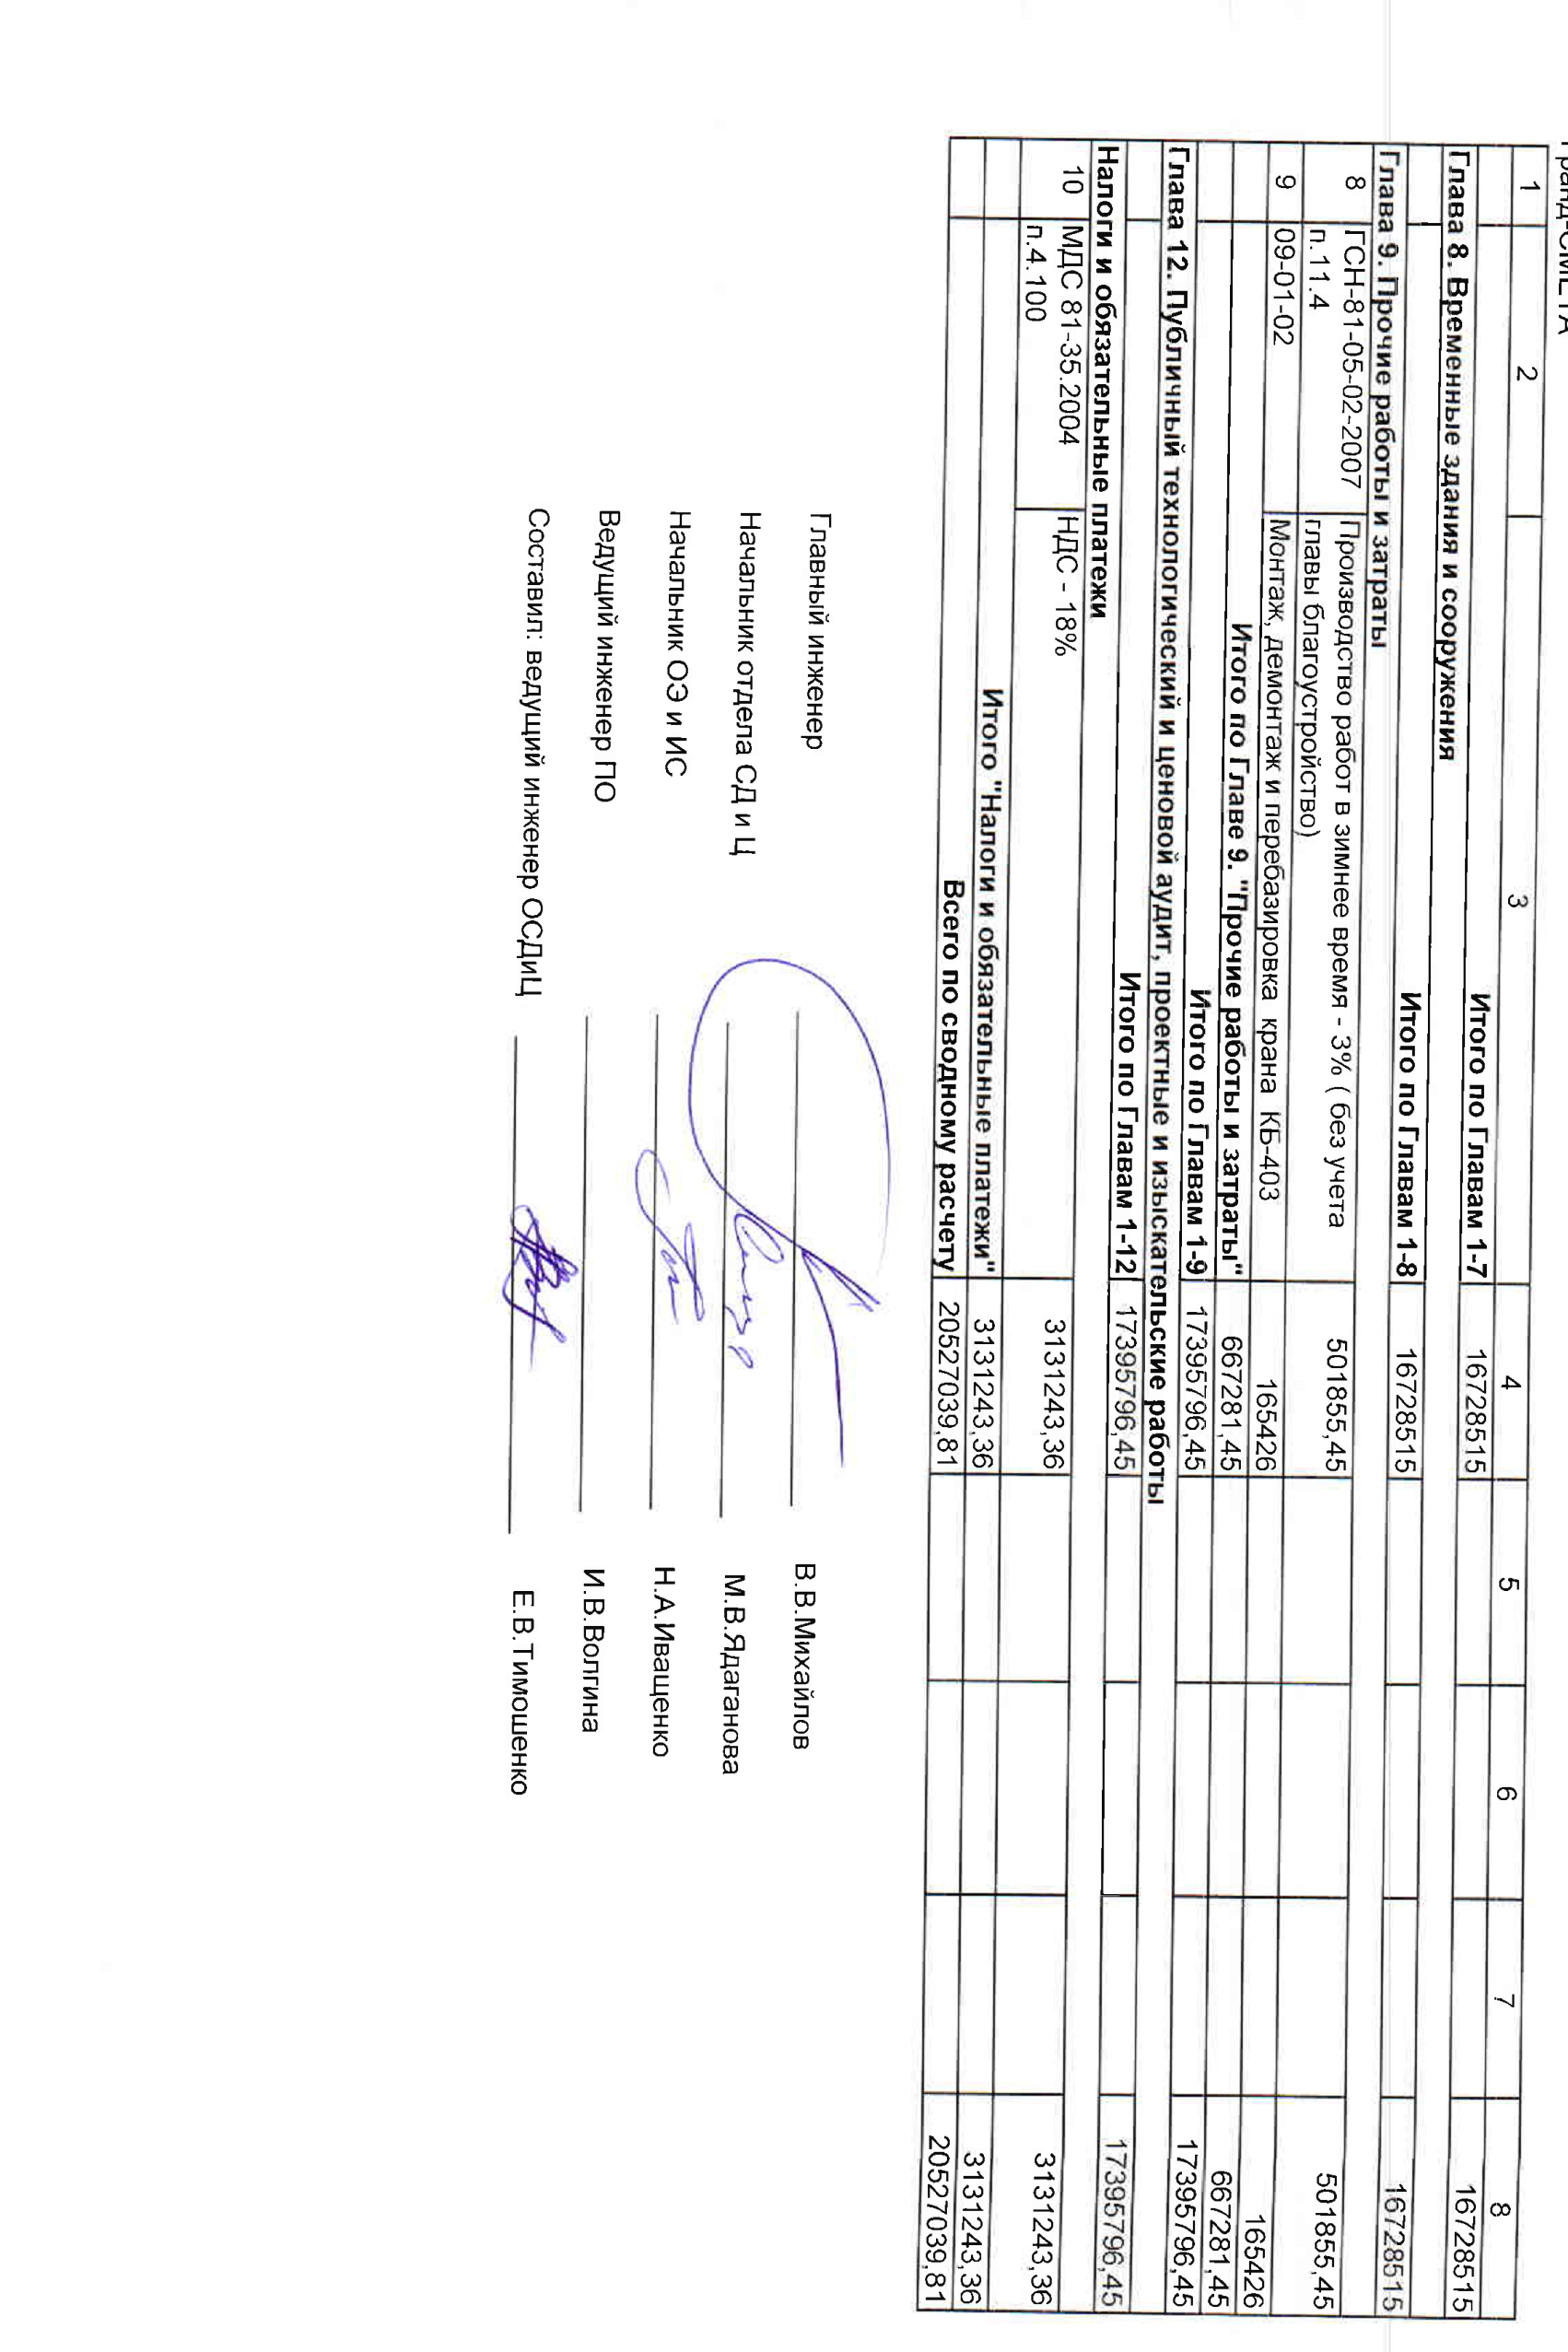 1 2 3 4 5 6 7 8
Итого по Главам 1-7 16728515 16728515
Глава 8. Временные здания и сооружения
Итого по Главам 1-8 16728515 16728515
Глава 9. Прочие работы и затраты
8 ГСН-81-05-02-2007 Производство работ в зимнее время - 3% ( без учета 501855,45 501855,45
п.11.4 главы благоустройство)
9 09-01-02 Монтаж, демонтаж и перебазировка крана КБ-403 165426 165426
Итого по Главе 9. "Прочие работы и затраты" 667281,45 667281,45
Итого по Главам 1-9 17395796,45 17395796,45
Глава 12. Публичный технологический и ценовой аудит, проектные и изыскательские работы
Итого по Главам 1-12 17395796,45 17395796,45
Налоги и обязательные платежи
10 МДС 81-35.2004 НДС - 18% 3131243,36 3131243,36
п.4.100
Итого "Налоги и обязательные платежи" 3131243,36 3131243,36
Всего по сводному расчету 20527039,81 20527039,81
Главный инженер В.В.Михайлов
Начальник отдела СД и Ц М.В.Ядаганова
Начальник ОЭ и ИС Н.А.Иващенко
Ведущий инженер ПО И.В.Волгина
Составил: ведущий инженер ОСДиЦ Е.В.Тимошенко